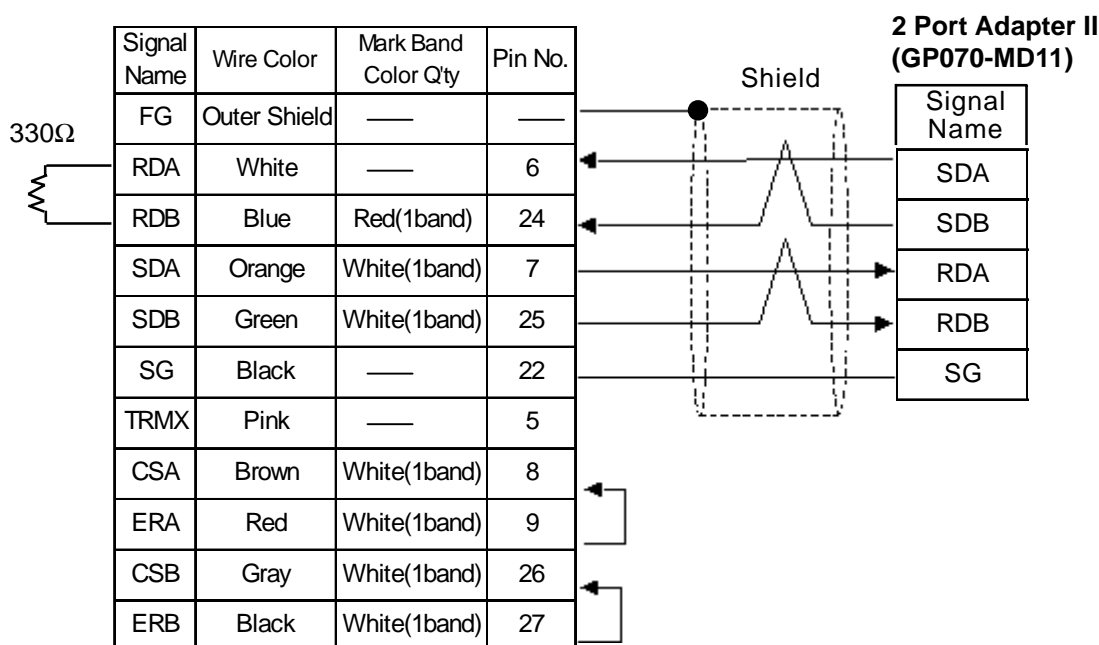 2 Port Adapter II
(GP070-MD11)
Signal Name Wire Color Mark Band Color Q'ty Pin No.
Shield
Signal Name
FG Outer Shield —— ——
330Ω
RDA White —— 6
SDA
RDB Blue Red(1band) 24
SDB
SDA Orange White(1band) 7
RDA
SDB Green White(1band) 25
RDB
SG Black —— 22
SG
TRMX Pink —— 5
CSA Brown White(1band) 8
ERA Red White(1band) 9
CSB Gray White(1band) 26
ERB Black White(1band) 27